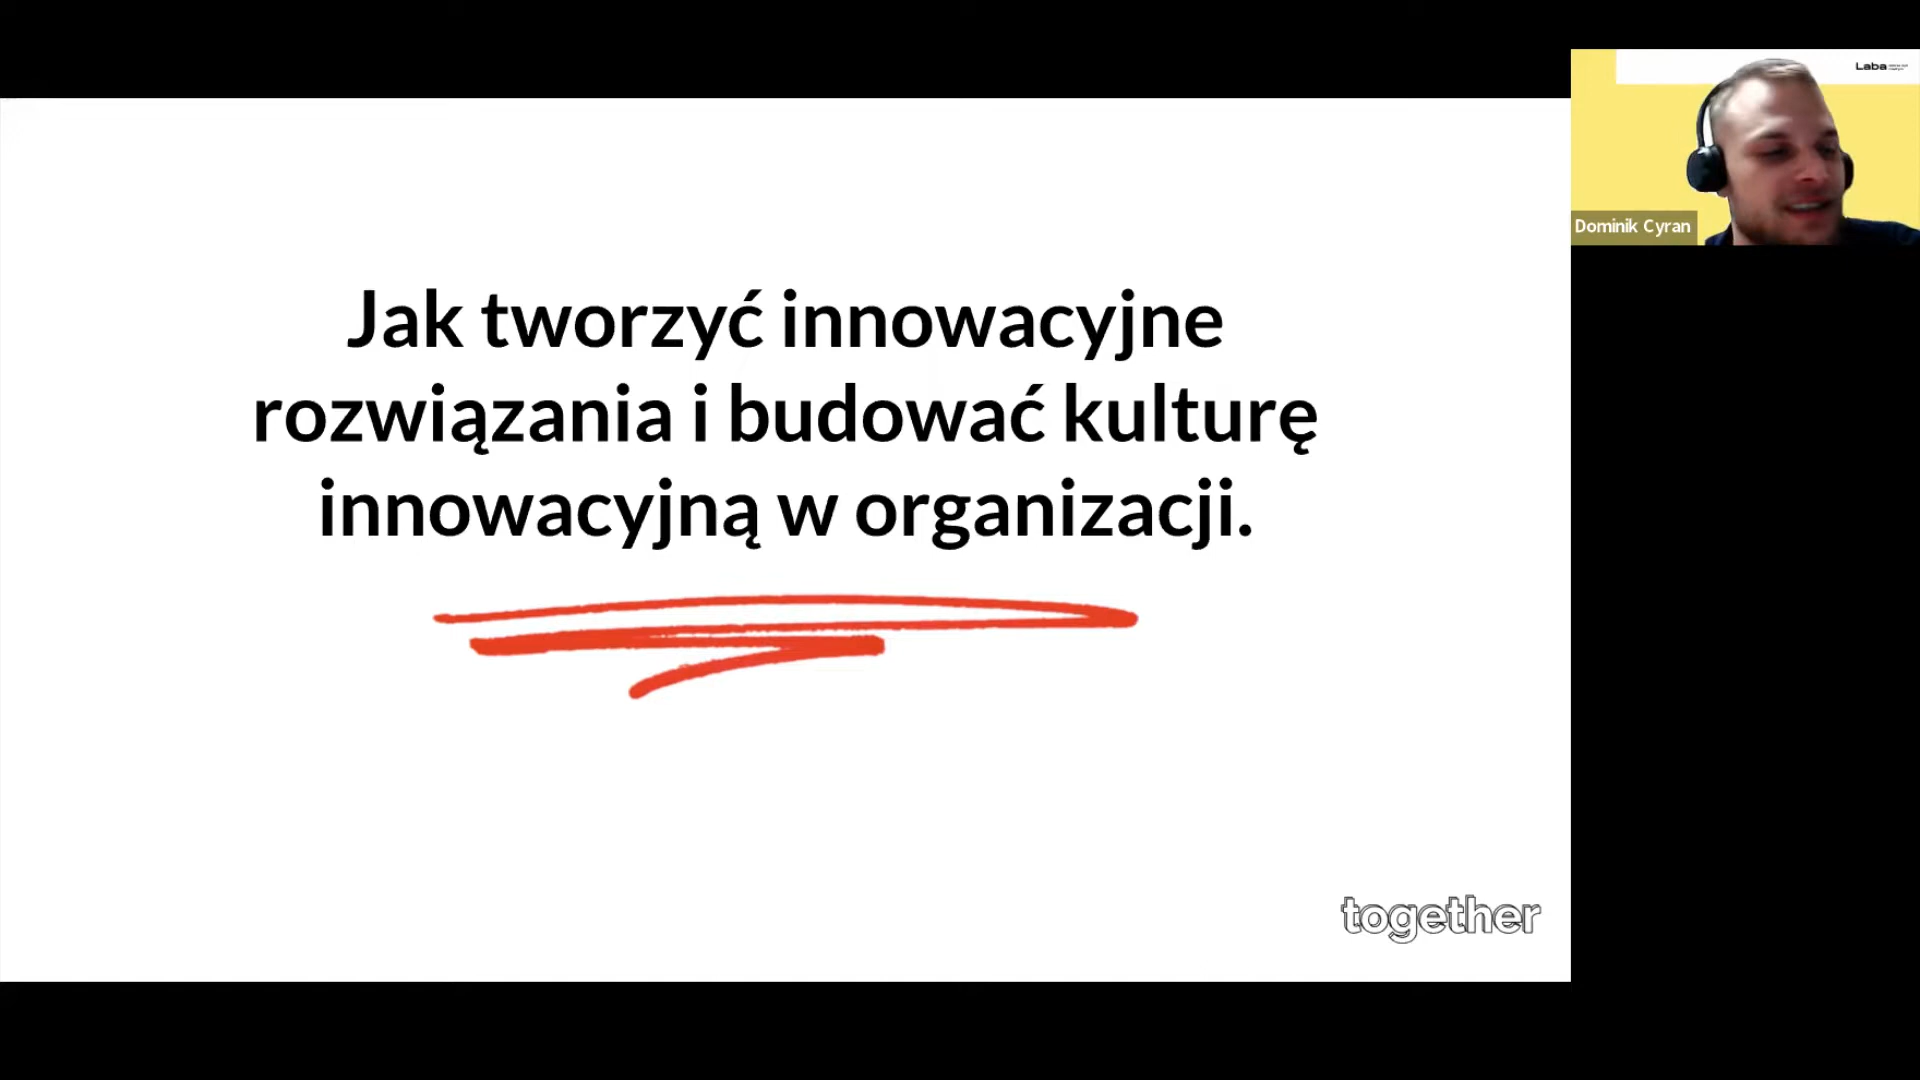 Jak tworzyć innowacyjne
rozwiązania i budować kulturę
innowacyjną w organizacji.
together
Laba
Dominik Cyran